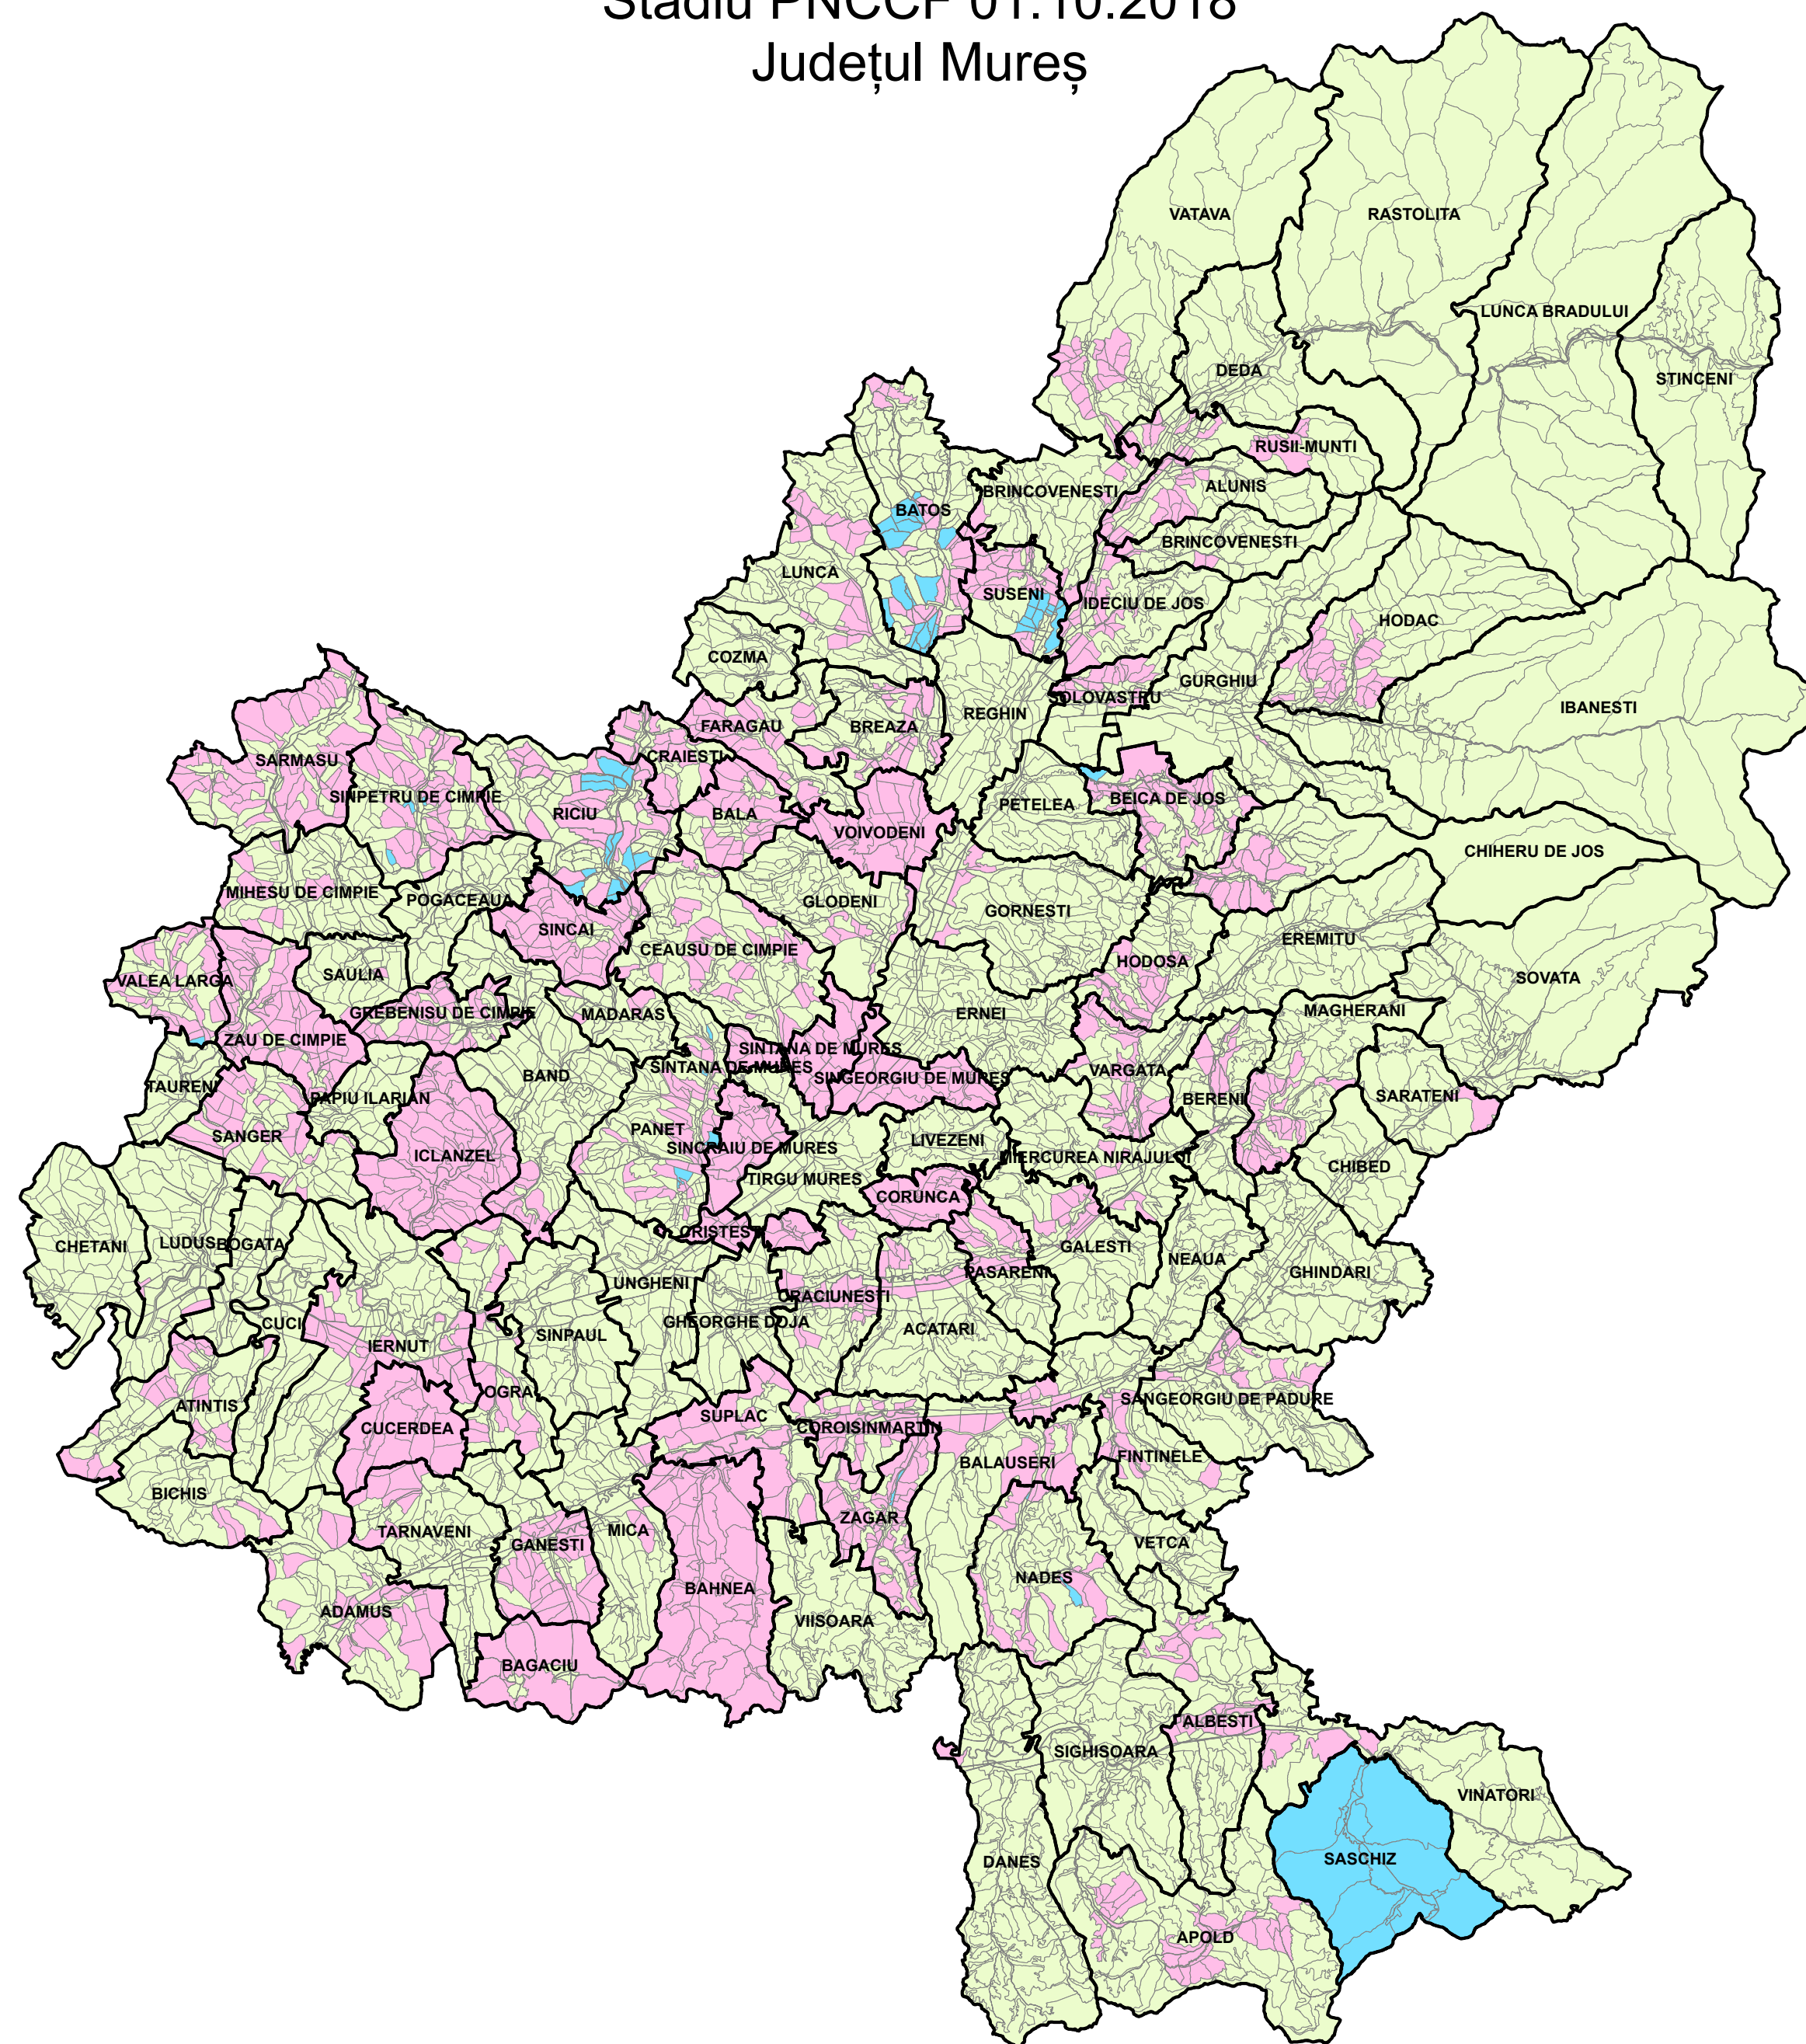 Stadiu PNCCF 01.10.2018
Județul Mureș
VATAVA
RASTOLITA
LUNCA BRADULUI
DEDA
STINCENI
RUSII-MUNTI
ALUNIS
BRINCOVENESTI
BATOS
BRINCOVENESTI
LUNCA
SUSENI
IDECIU DE JOS
HODAC
COZMA
GURGHIU
SOLOVASTRU
IBANESTI
REGHIN
FARAGAU
BREAZA
CRAIESTI
SARMASU
SINPETRU DE CIMPIE
BEICA DE JOS
PETELEA
RICIU
BALA
VOIVODENI
CHIHERU DE JOS
MIHESU DE CIMPIE
POGACEAUA
GLODENI
GORNESTI
SINCAI
EREMITU
CEAUSU DE CIMPIE
HODOSA
SAULIA
VALEA LARGA
SOVATA
MAGHERANI
GREBENISU DE CIMPIE
MADARAS
ERNEI
ZAU DE CIMPIE
SINTANA DE MURES
SINTANA DE MURES
VARGATA
BAND
SINGEORGIU DE MURES
TAURENI
PAPIU ILARIAN
BERENI
SARATENI
SANGER
PANET
LIVEZENI
SINCRAIU DE MURES
ICLANZEL
MIERCUREA NIRAJULUI
CHIBED
TIRGU MURES
CORUNCA
CRISTESTI
CHETANI
LUDUS
BOGATA
GALESTI
NEAUA
PASARENI
GHINDARI
UNGHENI
CRACIUNESTI
CUCI
GHEORGHE DOJA
ACATARI
SINPAUL
IERNUT
OGRA
SANGEORGIU DE PADURE
ATINTIS
SUPLAC
CUCERDEA
COROISINMARTIN
FINTINELE
BALAUSERI
BICHIS
ZAGAR
TARNAVENI
MICA
GANESTI
VETCA
NADES
BAHNEA
ADAMUS
VIISOARA
BAGACIU
ALBESTI
SIGHISOARA
VINATORI
SASCHIZ
DANES
APOLD